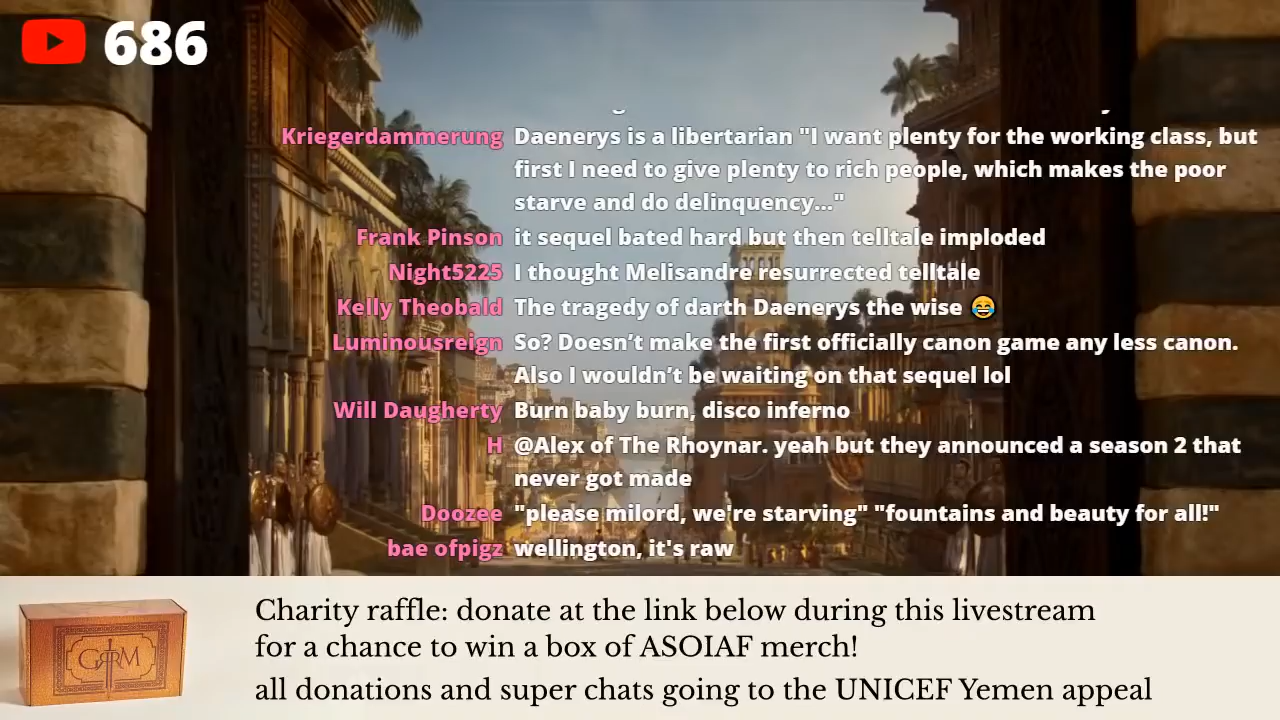 686
Kriegerdammerung Daenerys is a libertarian "I want plenty for the working class, but
first I need to give plenty to rich people, which makes the poor
starve and do delinquency..."
Frank Pinson it sequel bated hard but then telltale imploded
Night5225 I thought Melisandre resurrected telltale
Kelly Theobald The tragedy of darth Daenerys the wise 😂
Luminousreign So? Doesn’t make the first officially canon game any less canon.
Also I wouldn’t be waiting on that sequel lol
Will Daugherty Burn baby burn, disco inferno
H @Alex of The Rhoynar. yeah but they announced a season 2 that
never got made
Doozee "please milord, we're starving" "fountains and beauty for all!"
bae ofpigz wellington, it's raw
GRRM
Charity raffle: donate at the link below during this livestream
for a chance to win a box of ASOIAF merch!
all donations and super chats going to the UNICEF Yemen appeal